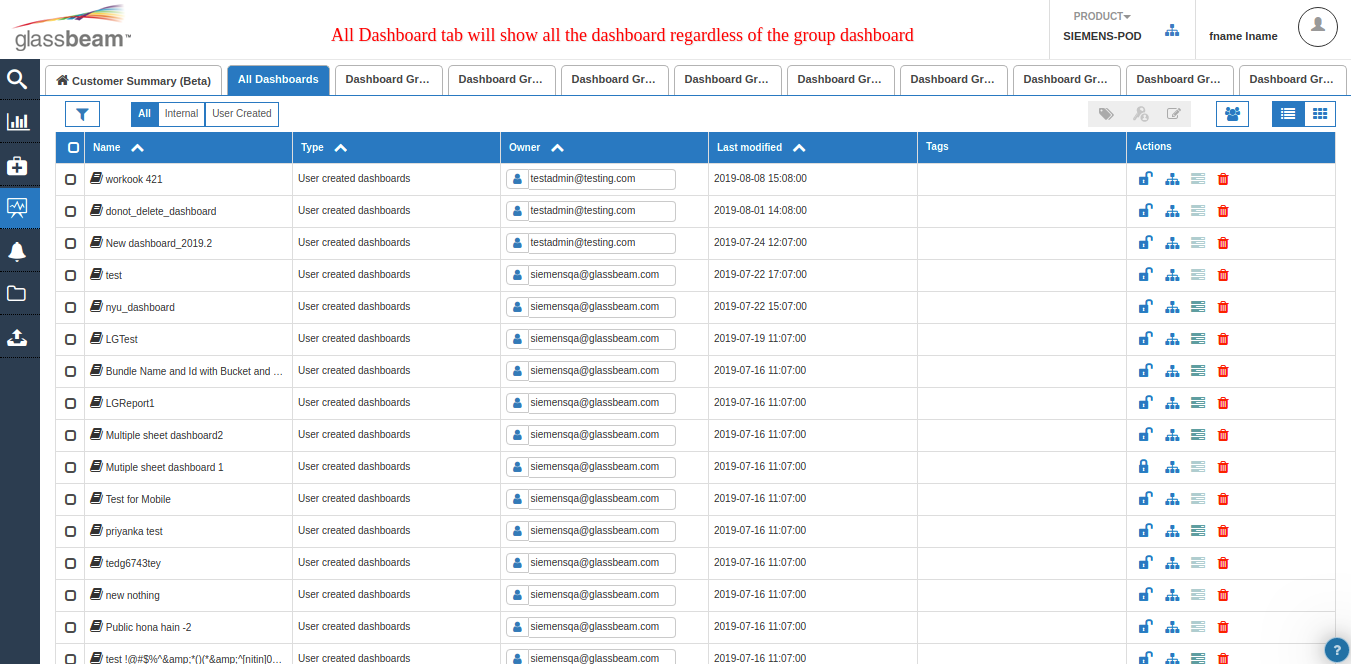 glassbeam™
All Dashboard tab will show all the dashboard regardless of the group dashboard
PRODUCT
SIEMENS-POD
fname lname
Customer Summary (Beta) All Dashboards Dashboard Gr... Dashboard Gr... Dashboard Gr... Dashboard Gr... Dashboard Gr... Dashboard Gr... Dashboard Gr... Dashboard Gr... Dashboard Gr...
All Internal User Created
Name Type Owner Last modified Tags Actions
workook 421 User created dashboards testadmin@testing.com 2019-08-08 15:08:00
donot_delete_dashboard User created dashboards testadmin@testing.com 2019-08-01 14:08:00
New dashboard_2019.2 User created dashboards testadmin@testing.com 2019-07-24 12:07:00
test User created dashboards siemensqa@glassbeam.com 2019-07-22 17:07:00
nyu_dashboard User created dashboards siemensqa@glassbeam.com 2019-07-22 15:07:00
LGTest User created dashboards siemensqa@glassbeam.com 2019-07-19 11:07:00
Bundle Name and Id with Bucket and ... User created dashboards siemensqa@glassbeam.com 2019-07-16 11:07:00
LGReport1 User created dashboards siemensqa@glassbeam.com 2019-07-16 11:07:00
Multiple sheet dashboard2 User created dashboards siemensqa@glassbeam.com 2019-07-16 11:07:00
Mutiple sheet dashboard 1 User created dashboards siemensqa@glassbeam.com 2019-07-16 11:07:00
Test for Mobile User created dashboards siemensqa@glassbeam.com 2019-07-16 11:07:00
priyanka test User created dashboards siemensqa@glassbeam.com 2019-07-16 11:07:00
tedg6743tey User created dashboards siemensqa@glassbeam.com 2019-07-16 11:07:00
new nothing User created dashboards siemensqa@glassbeam.com 2019-07-16 11:07:00
Public hona hain -2 User created dashboards siemensqa@glassbeam.com 2019-07-16 11:07:00
test !@#$%^&amp;*()(*&amp;^[nitin]0... User created dashboards siemensqa@glassbeam.com 2019-07-16 11:07:00
?